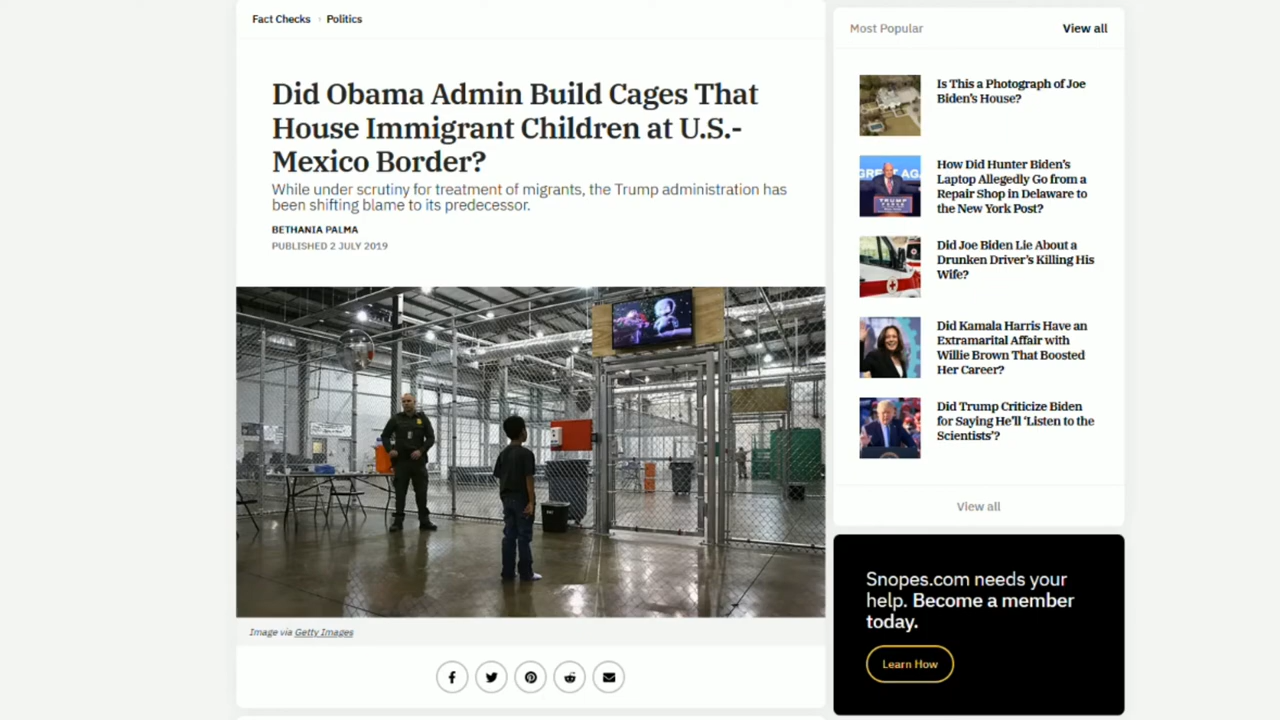 Fact Checks › Politics
Did Obama Admin Build Cages That
House Immigrant Children at U.S.-
Mexico Border?
While under scrutiny for treatment of migrants, the Trump administration has
been shifting blame to its predecessor.
BETHANIA PALMA
PUBLISHED 2 JULY 2019
Image via Getty Images
Most Popular
View all
Is This a Photograph of Joe
Biden's House?
How Did Hunter Biden's
Laptop Allegedly Go from a
Repair Shop in Delaware to
the New York Post?
Did Joe Biden Lie About a
Drunken Driver's Killing His
Wife?
Did Kamala Harris Have an
Extramarital Affair with
Willie Brown That Boosted
Her Career?
Did Trump Criticize Biden
for Saying He'll 'Listen to the
Scientists'?
View all
Snopes.com needs your
help. Become a member
today.
Learn How